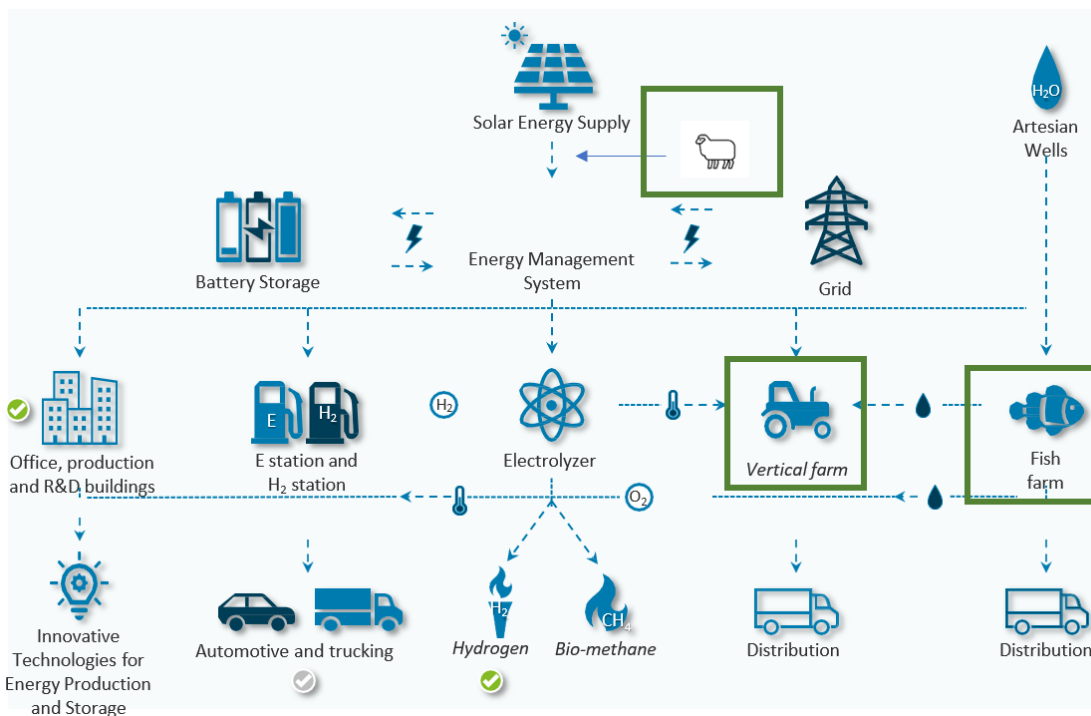 Solar Energy Supply
H₂O
Artesian
Wells
Battery Storage
Energy Management
System
Grid
E
H₂
H₂
Office, production
and R&D buildings
E station and
H₂ station
Electrolyzer
Vertical farm
Fish
farm
O₂
H₂
CH₄
Innovative
Technologies for
Energy Production
and Storage
Automotive and trucking
Hydrogen
Bio-methane
Distribution
Distribution